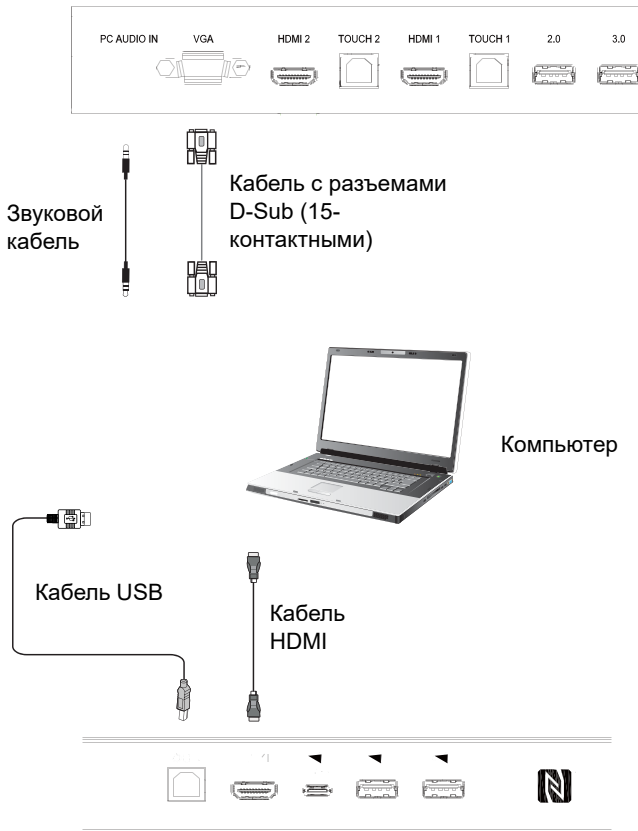 PC AUDIO IN VGA HDMI 2 TOUCH 2 HDMI 1 TOUCH 1 2.0 3.0
Звуковой
кабель
Кабель с разъемами
D-Sub (15-
контактными)
Компьютер
Кабель USB
Кабель
HDMI